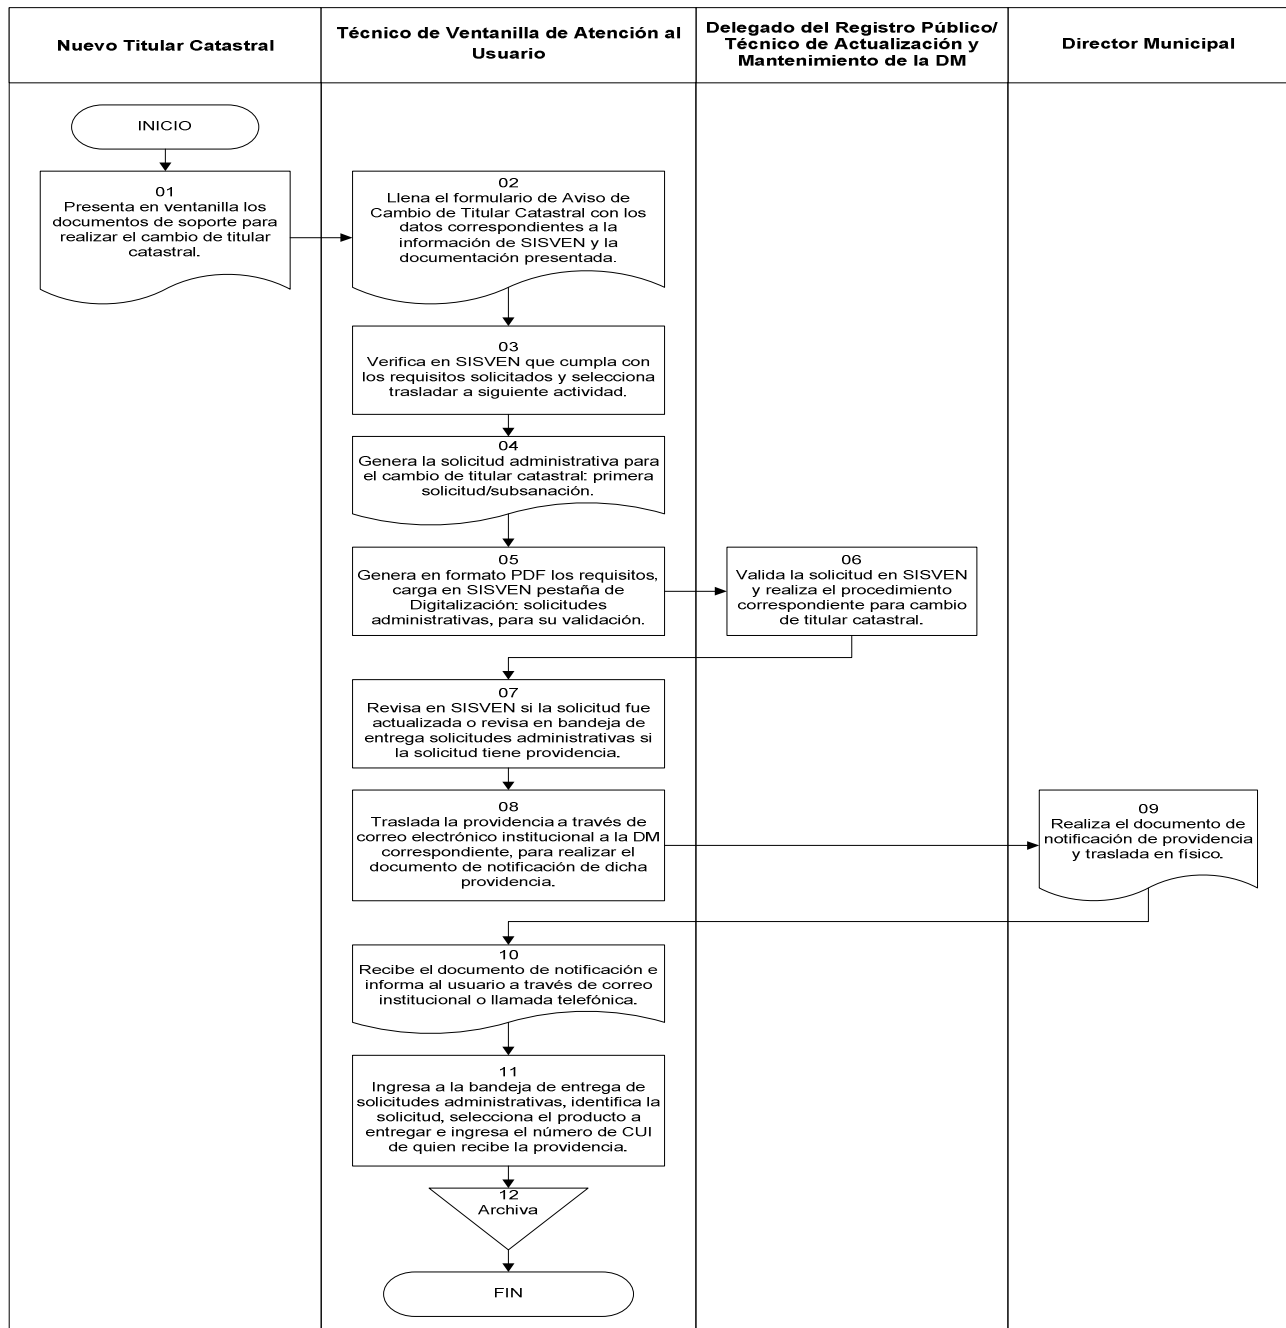 Nuevo Titular Catastral
Técnico de Ventanilla de Atención al
Usuario
Delegado del Registro Público/
Técnico de Actualización y
Mantenimiento de la DM
Director Municipal
INICIO
01
Presenta en ventanilla los
documentos de soporte para
realizar el cambio de titular
catastral.
02
Llena el formulario de Aviso de
Cambio de Titular Catastral con los
datos correspondientes a la
información de SISVEN y la
documentación presentada.
03
Verifica en SISVEN que cumpla con
los requisitos solicitados y selecciona
trasladar a siguiente actividad.
04
Genera la solicitud administrativa para
el cambio de titular catastral: primera
solicitud/subsanación.
05
Genera en formato PDF los requisitos,
carga en SISVEN pestaña de
Digitalización: solicitudes
administrativas, para su validación.
06
Valida la solicitud en SISVEN
y realiza el procedimiento
correspondiente para cambio
de titular catastral.
07
Revisa en SISVEN si la solicitud fue
actualizada o revisa en bandeja de
entrega solicitudes administrativas si
la solicitud tiene providencia.
08
Traslada la providencia a través de
correo electrónico institucional a la DM
correspondiente, para realizar el
documento de notificación de dicha
providencia.
09
Realiza el documento de
notificación de providencia
y traslada en físico.
10
Recibe el documento de notificación e
informa al usuario a través de correo
institucional o llamada telefónica.
11
Ingresa a la bandeja de entrega de
solicitudes administrativas, identifica la
solicitud, selecciona el producto a
entregar e ingresa el número de CUI
de quien recibe la providencia.
12
Archiva
FIN